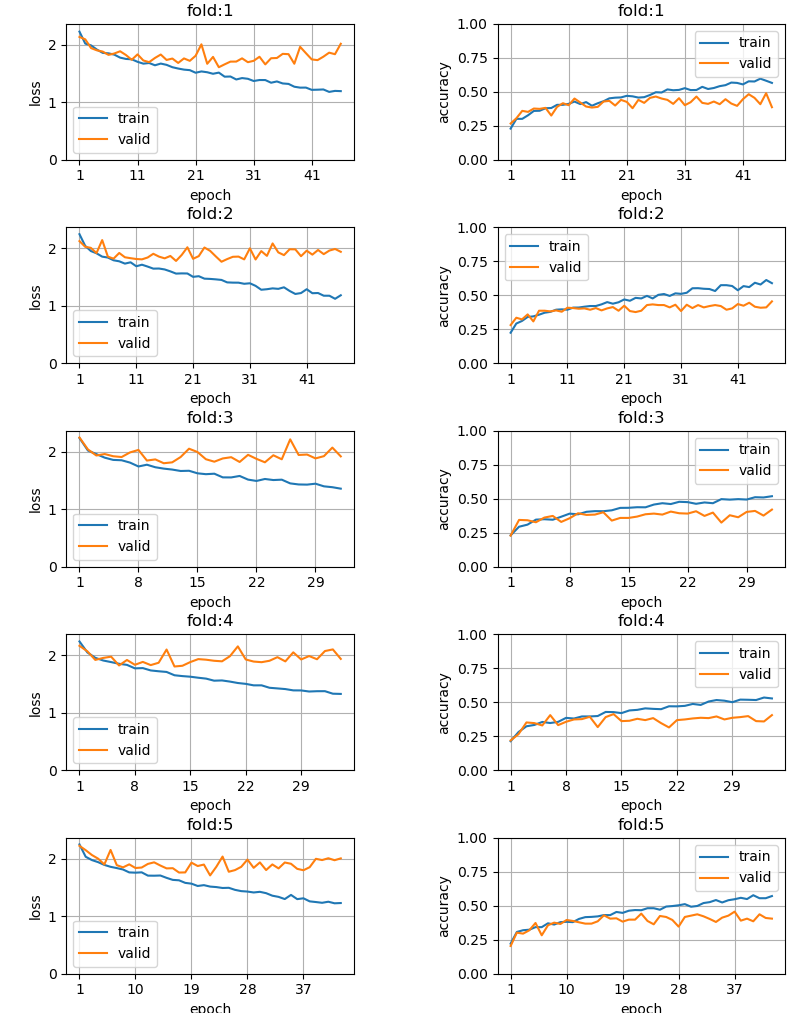 fold:1
fold:1
2
1
0
loss
train
valid
1 11 21 31 41
epoch
1.00
0.75
0.50
0.25
0.00
accuracy
train
valid
1 11 21 31 41
epoch
fold:2
fold:2
2
1
0
loss
train
valid
1 11 21 31 41
epoch
1.00
0.75
0.50
0.25
0.00
accuracy
train
valid
1 11 21 31 41
epoch
fold:3
fold:3
2
1
0
loss
train
valid
1 8 15 22 29
epoch
1.00
0.75
0.50
0.25
0.00
accuracy
train
valid
1 8 15 22 29
epoch
fold:4
fold:4
2
1
0
loss
train
valid
1 8 15 22 29
epoch
1.00
0.75
0.50
0.25
0.00
accuracy
train
valid
1 8 15 22 29
epoch
fold:5
fold:5
2
1
0
loss
train
valid
1 10 19 28 37
epoch
1.00
0.75
0.50
0.25
0.00
accuracy
train
valid
1 10 19 28 37
epoch